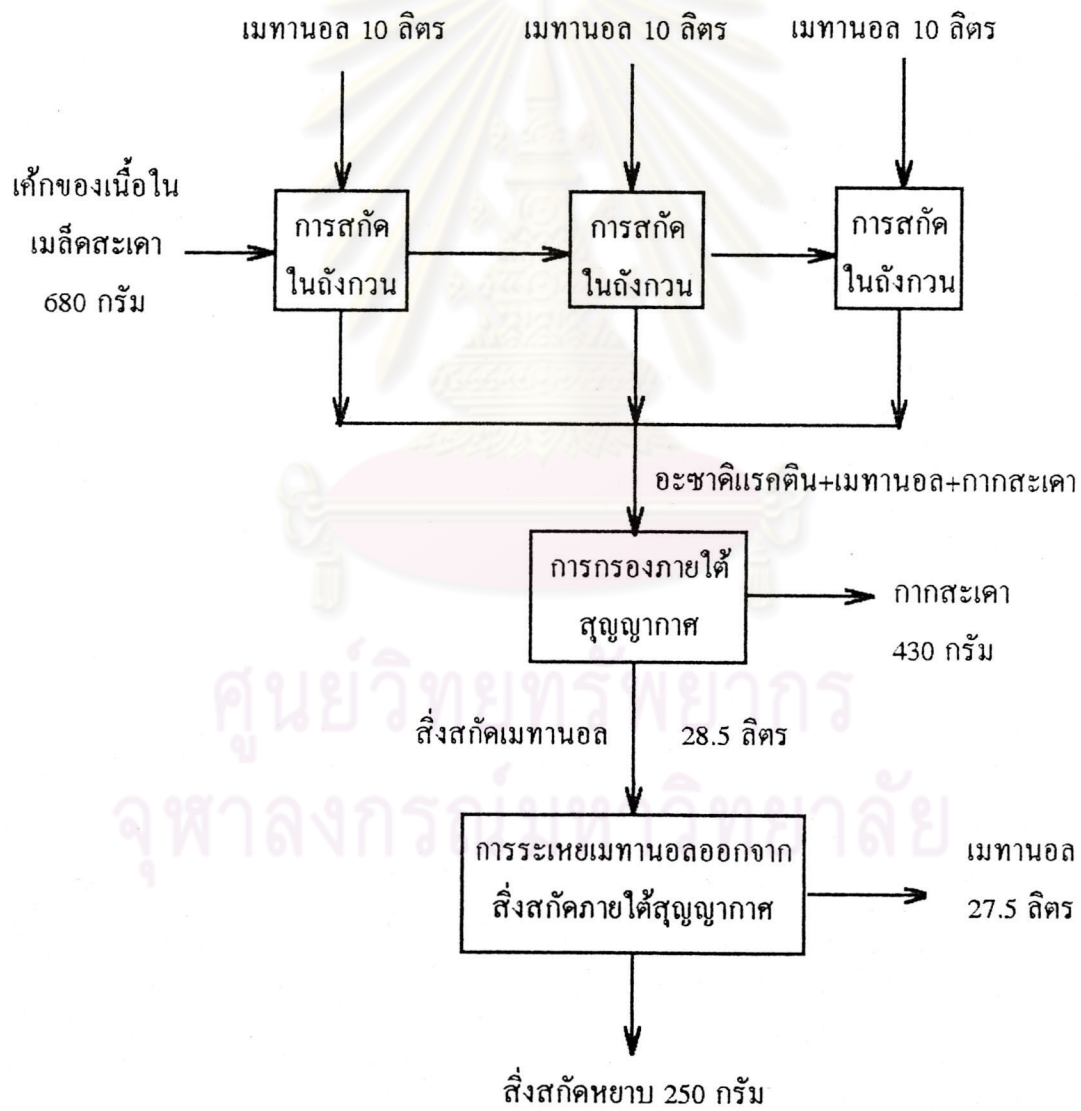 เมทานอล 10 ลิตร
เมทานอล 10 ลิตร
เมทานอล 10 ลิตร
เค้กของเนื้อใน
เมล็ดสะเดา
680 กรัม
การสกัด
ในถังกวน
การสกัด
ในถังกวน
การสกัด
ในถังกวน
อะซาดิแรคติน+เมทานอล+กากสะเดา
การกรองภายใต้
สุญญากาศ
กากสะเดา
430 กรัม
ศูนย์วิทยทรัพยากร
สิ่งสกัดเมทานอล 28.5 ลิตร
จุฬาลงกรณ์มหาวิทยาลัย
การระเหยเมทานอลออกจาก
สิ่งสกัดภายใต้สุญญากาศ
เมทานอล
27.5 ลิตร
สิ่งสกัดหยาบ 250 กรัม